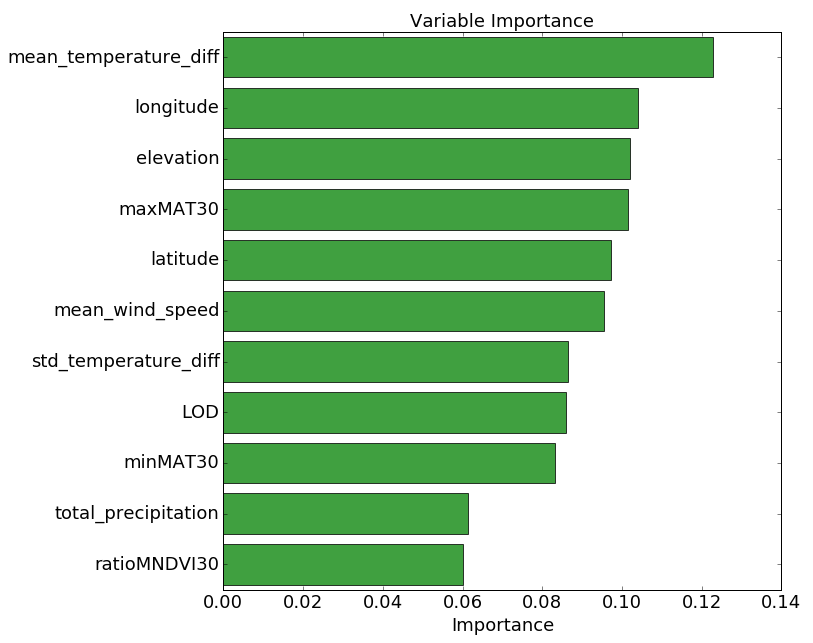 Variable Importance
mean_temperature_diff
longitude
elevation
maxMAT30
latitude
mean_wind_speed
std_temperature_diff
LOD
minMAT30
total_precipitation
ratioMNDVI30
0.00 0.02 0.04 0.06 0.08 0.10 0.12 0.14
Importance